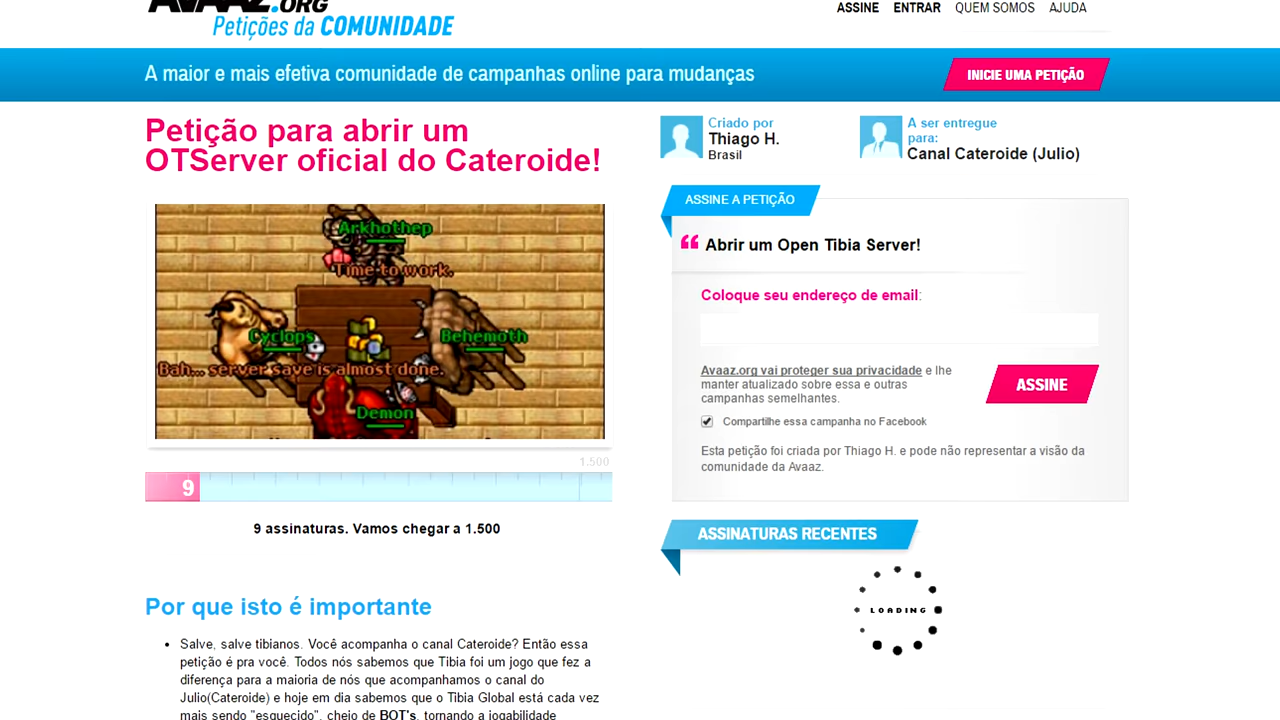 AVAAZ.ORG
Petições da COMUNIDADE
ASSINE ENTRAR QUEM SOMOS AJUDA
A maior e mais efetiva comunidade de campanhas online para mudanças
INICIE UMA PETIÇÃO
Petição para abrir um
OTServer oficial do Cateroide!
Arkhothep
Time to work.
Cyclops
Behemoth
Bah... server save is almost done.
Demon
1.500
9
9 assinaturas. Vamos chegar a 1.500
Por que isto é importante
• Salve, salve tibianos. Você acompanha o canal Cateroide? Então essa
petição é pra você. Todos nós sabemos que Tibia foi um jogo que fez a
diferença para a maioria de nós que acompanhamos o canal do
Julio(Cateroide) e hoje em dia sabemos que o Tibia Global está cada vez
mais sendo "esquecido", cheio de BOT's, tornando a jogabilidade
Criado por
Thiago H.
Brasil
A ser entregue
para:
Canal Cateroide (Julio)
ASSINE A PETIÇÃO
Abrir um Open Tibia Server!
Coloque seu endereço de email:
Avaaz.org vai proteger sua privacidade e lhe
manter atualizado sobre essa e outras
campanhas semelhantes.
ASSINE
Compartilhe essa campanha no Facebook
Esta petição foi criada por Thiago H. e pode não representar a visão da
comunidade da Avaaz.
ASSINATURAS RECENTES
LOADING